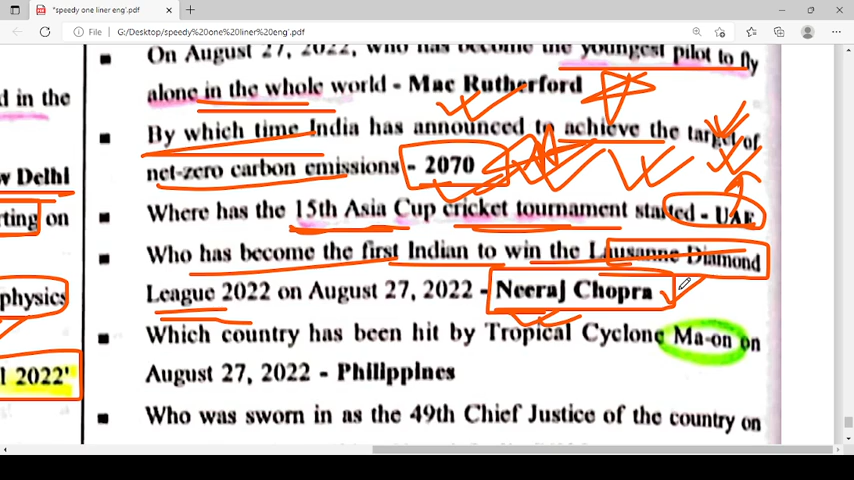 *speedy one liner eng'.pdf
File
G:/Desktop/speedy%20one%20liner%20eng'.pdf
On August 27, 2022, who has become the youngest pilot to fly
d in the
alone in the whole world - Mac Rutherford
By which time India has announced to achieve the target of
w Delhi
net-zero carbon emissions - 2070
rting on
Where has the 15th Asia Cup cricket tournament started - UAE
Who has become the first Indian to win the Lausanne Diamond
physics
League 2022 on August 27, 2022 - Neeraj Chopra
Which country has been hit by Tropical Cyclone Ma-on on
l 2022'
August 27, 2022 - Philippines
Who was sworn in as the 49th Chief Justice of the country on